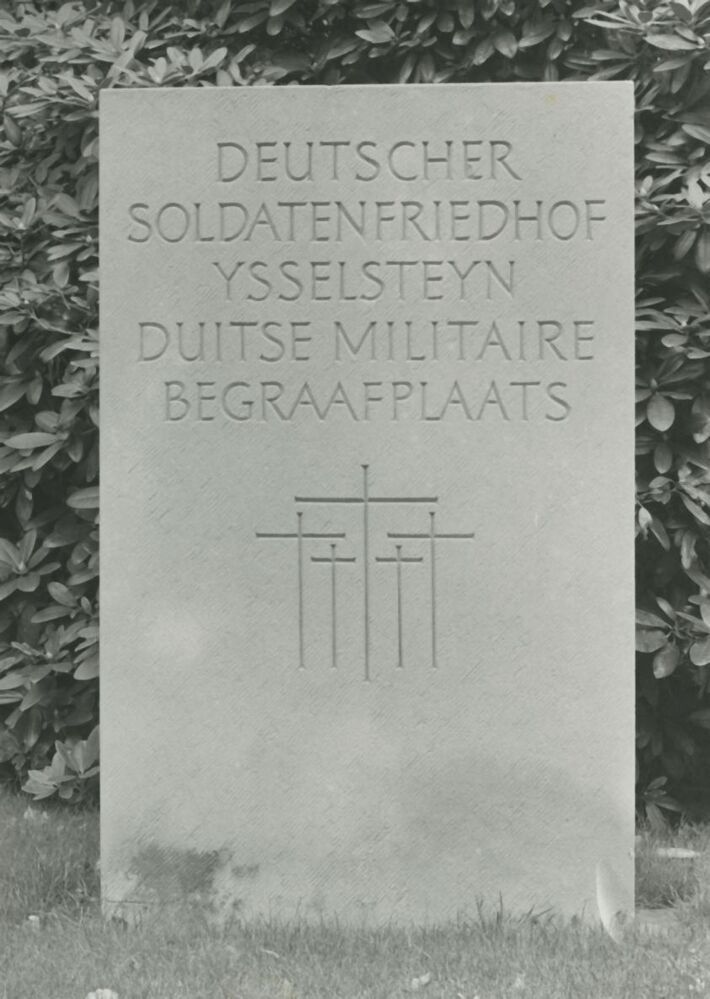 DEUTSCHER
SOLDATENFRIEDHOF
YSSELSTEYN
DUITSE MILITAIRE
BEGRAAFPLAATS